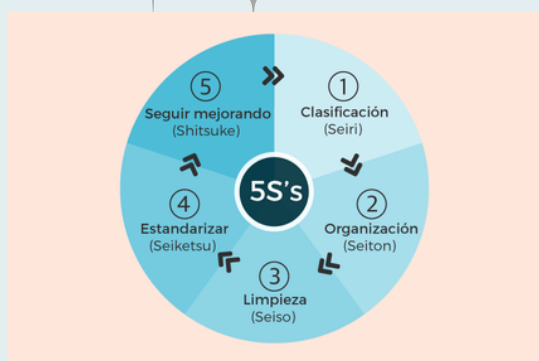 5S's
1
Clasificación
(Seiri)
2
Organización
(Seiton)
3
Limpieza
(Seiso)
4
Estandarizar
(Seiketsu)
5
Seguir mejorando
(Shitsuke)